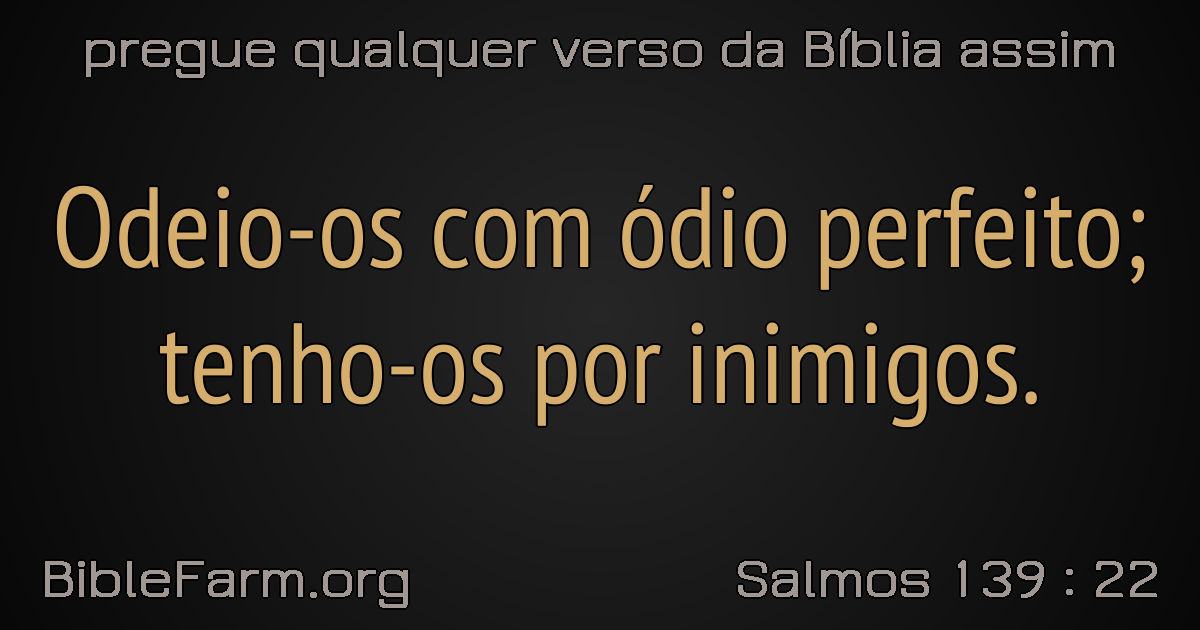 pregue qualquer verso da Bíblia assim
Odeio-os com ódio perfeito;
tenho-os por inimigos.
BibleFarm.org
Salmos 139 : 22